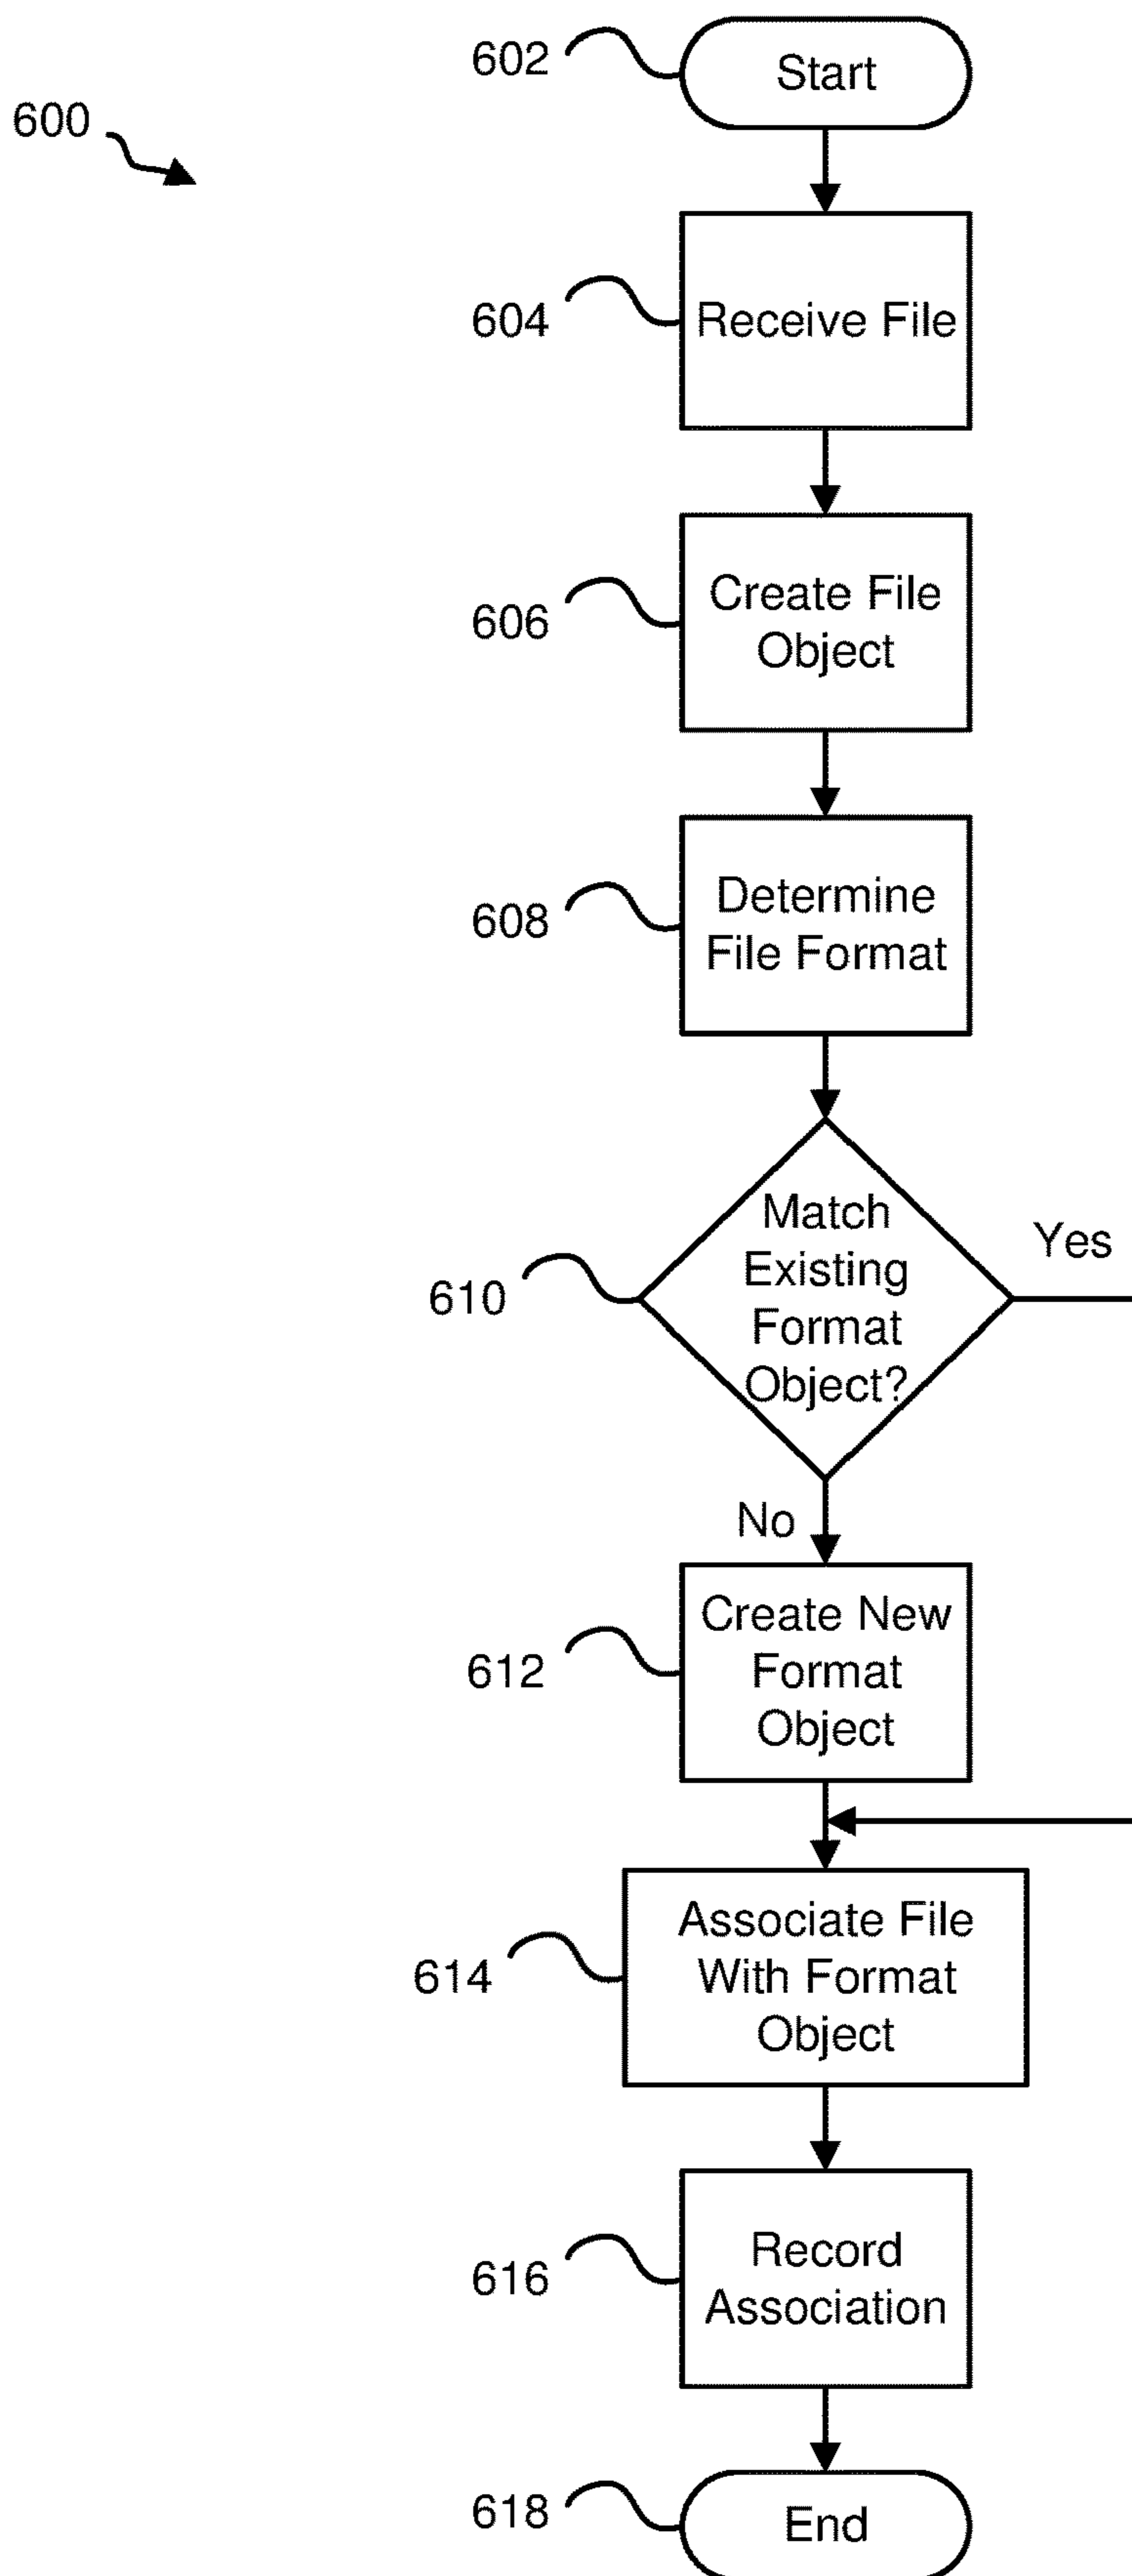 600
602
Start
604
Receive File
606
Create File
Object
608
Determine
File Format
610
Match
Existing
Format
Object?
Yes
No
612
Create New
Format
Object
614
Associate File
With Format
Object
616
Record
Association
618
End